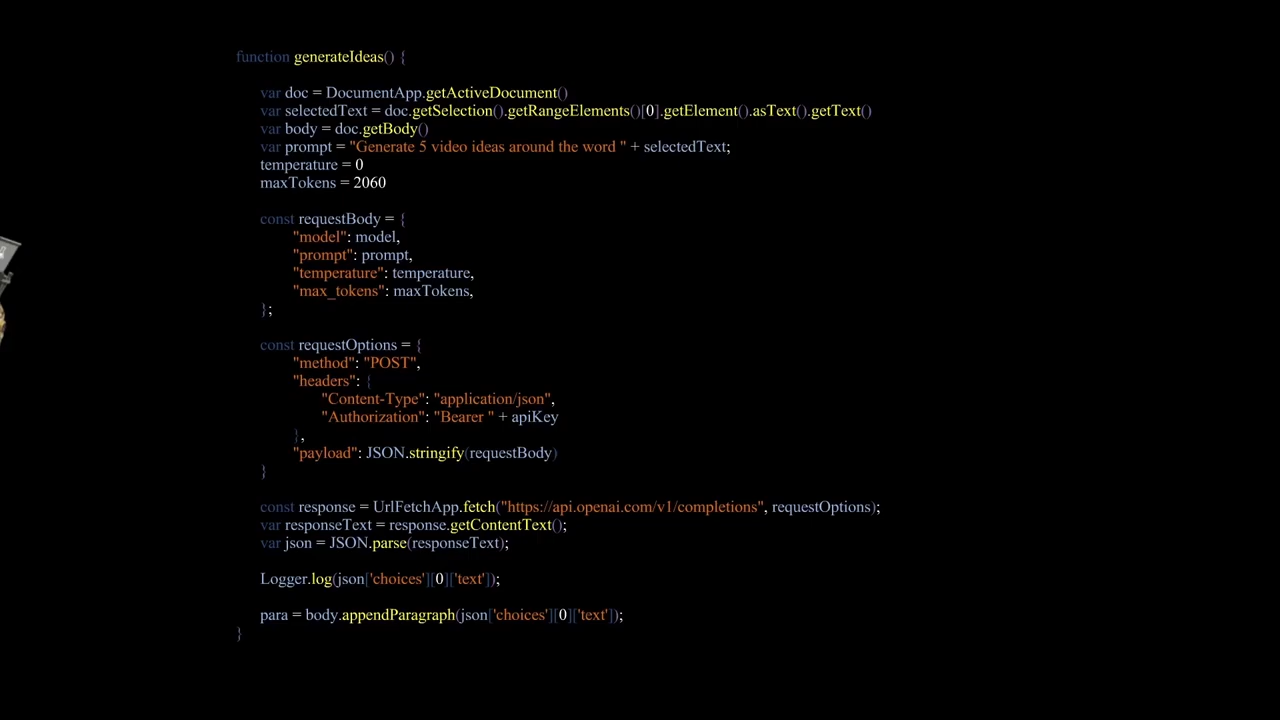 function generateIdeas() {
var doc = DocumentApp.getActiveDocument()
var selectedText = doc.getSelection().getRangeElements()[0].getElement().asText().getText()
var body = doc.getBody()
var prompt = "Generate 5 video ideas around the word " + selectedText;
temperature = 0
maxTokens = 2060
const requestBody = {
"model": model,
"prompt": prompt,
"temperature": temperature,
"max_tokens": maxTokens,
};
const requestOptions = {
"method": "POST",
"headers": {
"Content-Type": "application/json",
"Authorization": "Bearer " + apiKey
},
"payload": JSON.stringify(requestBody)
}
const response = UrlFetchApp.fetch("https://api.openai.com/v1/completions", requestOptions);
var responseText = response.getContentText();
var json = JSON.parse(responseText);
Logger.log(json['choices'][0]['text']);
para = body.appendParagraph(json['choices'][0]['text']);
}